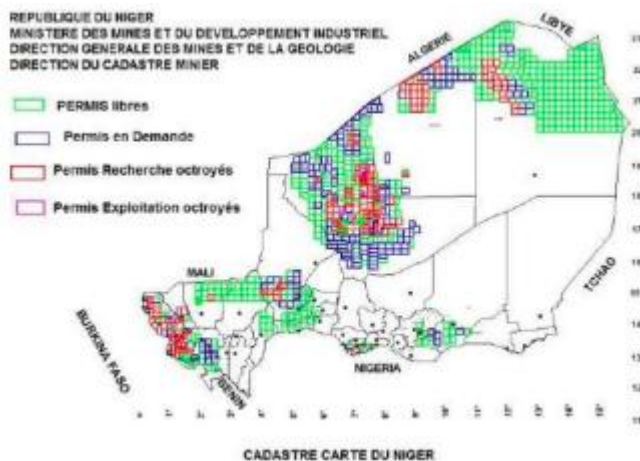 REPUBLIQUE DU NIGER
MINISTERE DES MINES ET DU DEVELOPPEMENT INDUSTRIEL
DIRECTION GENERALE DES MINES ET DE LA GEOLOGIE
DIRECTION DU CADASTRE MINIER
PERMIS libres
Permis en Demande
Permis Recherche octroyés
Permis Exploitation octroyés
ALGERIE
LIBYE
MALI
TCHAD
BURKINA FASO
BENIN
NIGERIA
CADASTRE CARTE DU NIGER